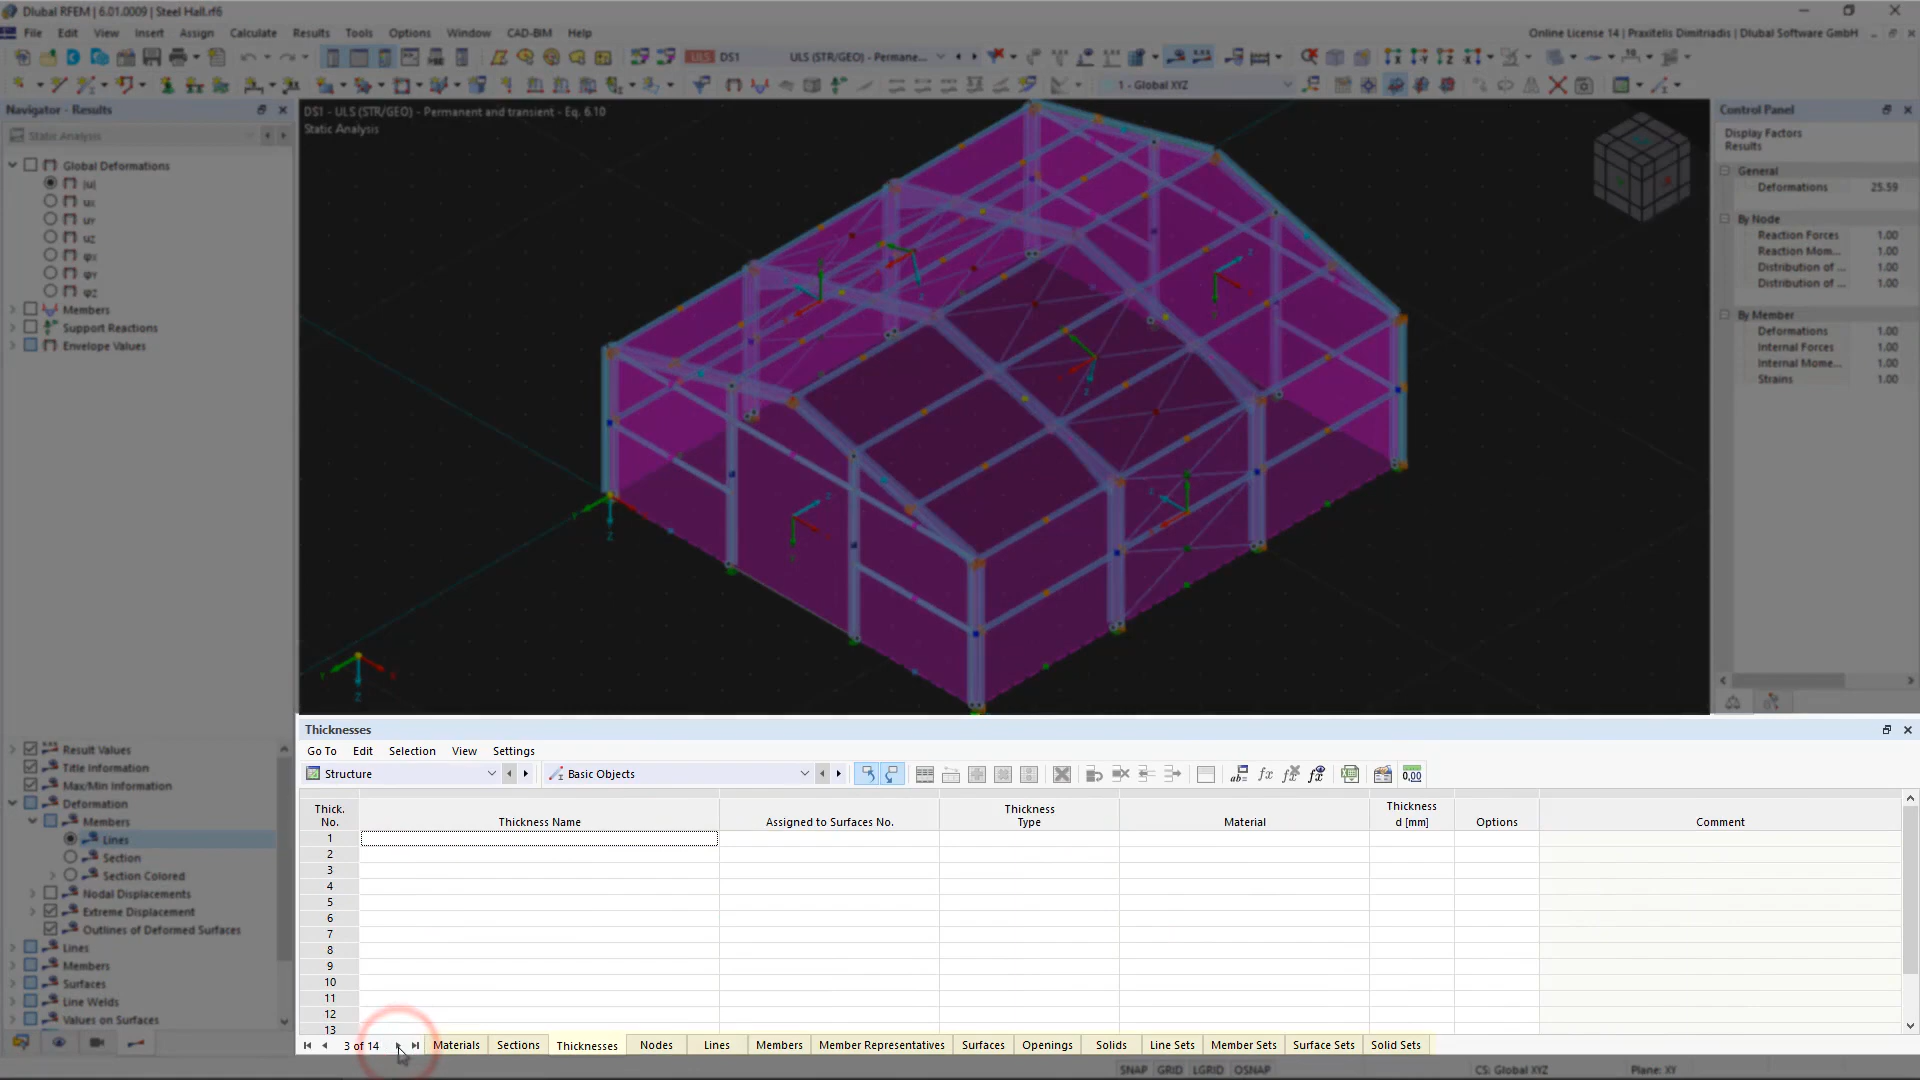 Dlubal RFEM | 6.01.0009 | Steel Hall.rf6
File Edit View Insert Assign Calculate Results Tools Options Window CAD-BIM Help
Online License 14 | Praxitelis Dimitriadis | Dlubal Software GmbH
ULS DS1 ULS (STR/GEO) - Permane...
1 - Global XYZ
Navigator - Results
Static Analysis
Global Deformations
|u|
uX
uY
uZ
φX
φY
φZ
Members
Support Reactions
Envelope Values
Result Values
Title Information
Max/Min Information
Deformation
Members
Lines
Section
Section Colored
Nodal Displacements
Extreme Displacement
Outlines of Deformed Surfaces
Lines
Members
Surfaces
Line Welds
Values on Surfaces
DS1 - ULS (STR/GEO) - Permanent and transient - Eq. 6.10
Static Analysis
Control Panel
Display Factors
Results
General
Deformations 25.59
By Node
Reaction Forces 1.00
Reaction Mom... 1.00
Distribution of ... 1.00
Distribution of ... 1.00
By Member
Deformations 1.00
Internal Forces 1.00
Internal Mome... 1.00
Strains 1.00
Thicknesses
Go To Edit Selection View Settings
Structure Basic Objects
Thick. No. Thickness Name Assigned to Surfaces No. Thickness Type Material Thickness d [mm] Options Comment
1
2
3
4
5
6
7
8
9
10
11
12
13
3 of 14 Materials Sections Thicknesses Nodes Lines Members Member Representatives Surfaces Openings Solids Line Sets Member Sets Surface Sets Solid Sets
SNAP GRID LGRID OSNAP CS: Global XYZ Plane: XY